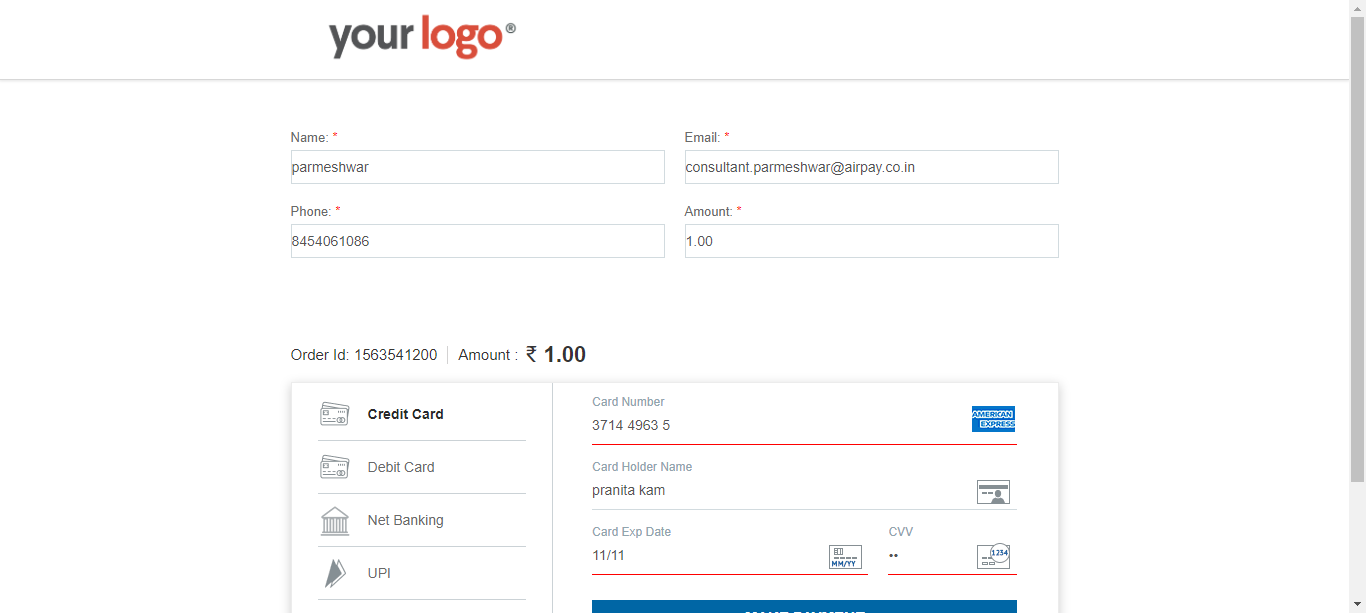 your logo®
Name: *
Email: *
parmeshwar
consultant.parmeshwar@airpay.co.in
Phone: *
Amount: *
8454061086
1.00
Order Id: 1563541200
Amount : ₹ 1.00
Credit Card
Debit Card
Net Banking
UPI
Card Number
3714 4963 5
AMERICAN
EXPRESS
Card Holder Name
pranita kam
Card Exp Date
CVV
11/11
MM/YY
••
1234
MAKE PAYMENT